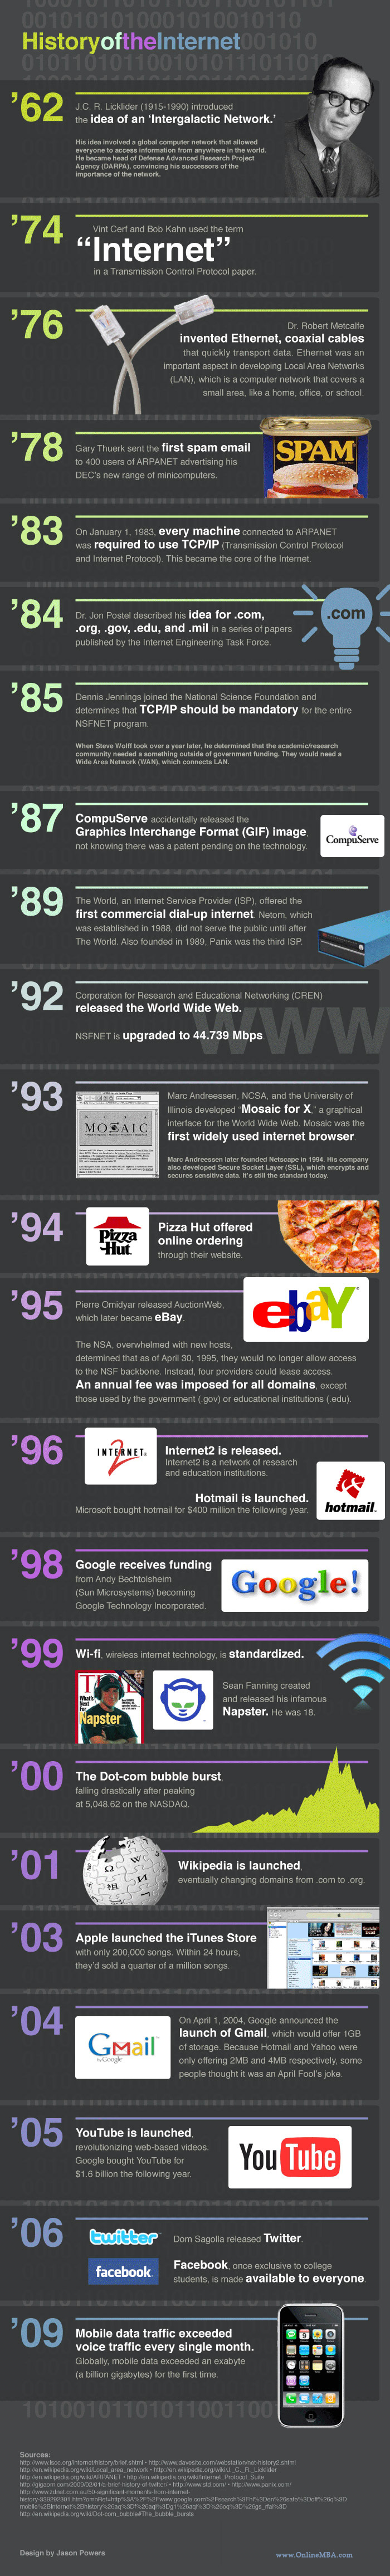 HistoryoftheInternet
'62
J.C. R. Licklider (1915-1990) introduced
the idea of an 'Intergalactic Network.'
His idea involved a global computer network that allowed
everyone to access information from anywhere in the world.
He became head of Defense Advanced Research Project
Agency (DARPA), convincing his successors of the
importance of the network.
'74
Vint Cerf and Bob Kahn used the term
"Internet"
in a Transmission Control Protocol paper.
'76
Dr. Robert Metcalfe
invented Ethernet, coaxial cables
that quickly transport data. Ethernet was an
important aspect in developing Local Area Networks
(LAN), which is a computer network that covers a
small area, like a home, office, or school.
'78
Gary Thuerk sent the first spam email
to 400 users of ARPANET advertising his
DEC's new range of minicomputers.
SPAM
'83
On January 1, 1983, every machine connected to ARPANET
was required to use TCP/IP (Transmission Control Protocol
and Internet Protocol). This became the core of the Internet.
'84
Dr. Jon Postel described his idea for .com,
.org, .gov, .edu, and .mil in a series of papers
published by the Internet Engineering Task Force.
.com
'85
Dennis Jennings joined the National Science Foundation and
determines that TCP/IP should be mandatory for the entire
NSFNET program.
When Steve Wolff took over a year later, he determined that the academic/research
community needed a something outside of government funding. They would need a
Wide Area Network (WAN), which connects LAN.
'87
CompuServe accidentally released the
Graphics Interchange Format (GIF) image,
not knowing there was a patent pending on the technology.
CompuServe
'89
The World, an Internet Service Provider (ISP), offered the
first commercial dial-up internet. Netom, which
was established in 1988, did not serve the public until after
The World. Also founded in 1989, Panix was the third ISP.
'92
Corporation for Research and Educational Networking (CREN)
released the World Wide Web.
NSFNET is upgraded to 44.739 Mbps.
www
'93
MOSAIC
Marc Andreessen, NCSA, and the University of
Illinois developed "Mosaic for X," a graphical
interface for the World Wide Web. Mosaic was the
first widely used internet browser.
Marc Andreessen later founded Netscape in 1994. His company
also developed Secure Socket Layer (SSL), which encrypts and
secures sensitive data. It's still the standard today.
'94
Pizza
Hut
Pizza Hut offered
online ordering
through their website.
'95
Pierre Omidyar released AuctionWeb,
which later became eBay.
ebaY
The NSA, overwhelmed with new hosts,
determined that as of April 30, 1995, they would no longer allow access
to the NSF backbone. Instead, four providers could lease access.
An annual fee was imposed for all domains, except
those used by the government (.gov) or educational institutions (.edu).
'96
INTERNET
2
Internet2 is released.
Internet2 is a network of research
and education institutions.
Hotmail is launched.
Microsoft bought hotmail for $400 million the following year.
hotmail.
'98
Google receives funding
from Andy Bechtolsheim
(Sun Microsystems) becoming
Google Technology Incorporated.
Google!
'99
Wi-fi, wireless internet technology, is standardized.
TIME
What's
Next
For
Napster
Sean Fanning created
and released his infamous
Napster. He was 18.
'00
The Dot-com bubble burst,
falling drastically after peaking
at 5,048.62 on the NASDAQ.
'01
Wikipedia is launched,
eventually changing domains from .com to .org.
'03
Apple launched the iTunes Store
with only 200,000 songs. Within 24 hours,
they'd sold a quarter of a million songs.
'04
Gmail
by Google
On April 1, 2004, Google announced the
launch of Gmail, which would offer 1GB
of storage. Because Hotmail and Yahoo were
only offering 2MB and 4MB respectively, some
people thought it was an April Fool's joke.
'05
YouTube is launched,
revolutionizing web-based videos.
Google bought YouTube for
$1.6 billion the following year.
YouTube
'06
twitter
Dom Sagolla released Twitter.
facebook
Facebook, once exclusive to college
students, is made available to everyone.
'09
Mobile data traffic exceeded
voice traffic every single month.
Globally, mobile data exceeded an exabyte
(a billion gigabytes) for the first time.
Sources:
Design by Jason Powers
www.OnlineMBA.com